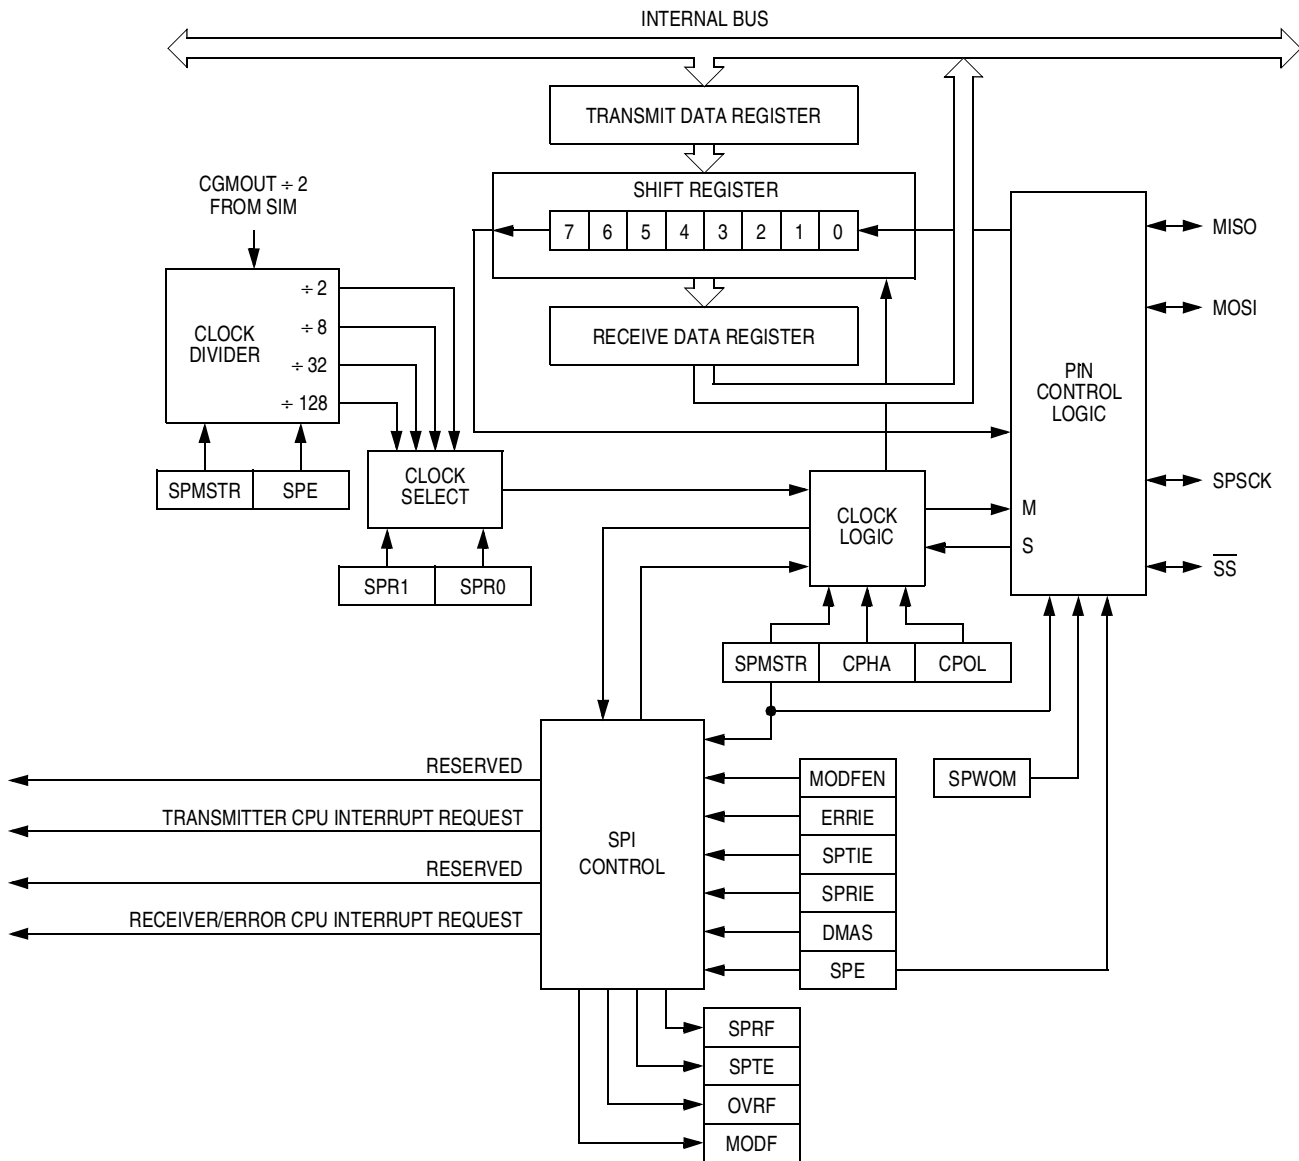 INTERNAL BUS
TRANSMIT DATA REGISTER
SHIFT REGISTER
7 6 5 4 3 2 1 0
RECEIVE DATA REGISTER
CGMOUT ÷ 2
FROM SIM
CLOCK
DIVIDER
÷ 2
÷ 8
÷ 32
÷ 128
SPMSTR SPE
CLOCK
SELECT
SPR1 SPR0
CLOCK
LOGIC
SPMSTR CPHA CPOL
PIN
CONTROL
LOGIC
M
S
MISO
MOSI
SPSCK
SS
RESERVED
TRANSMITTER CPU INTERRUPT REQUEST
RESERVED
RECEIVER/ERROR CPU INTERRUPT REQUEST
SPI
CONTROL
MODFEN
ERRIE
SPTIE
SPRIE
DMAS
SPE
SPWOM
SPRF
SPTE
OVRF
MODF